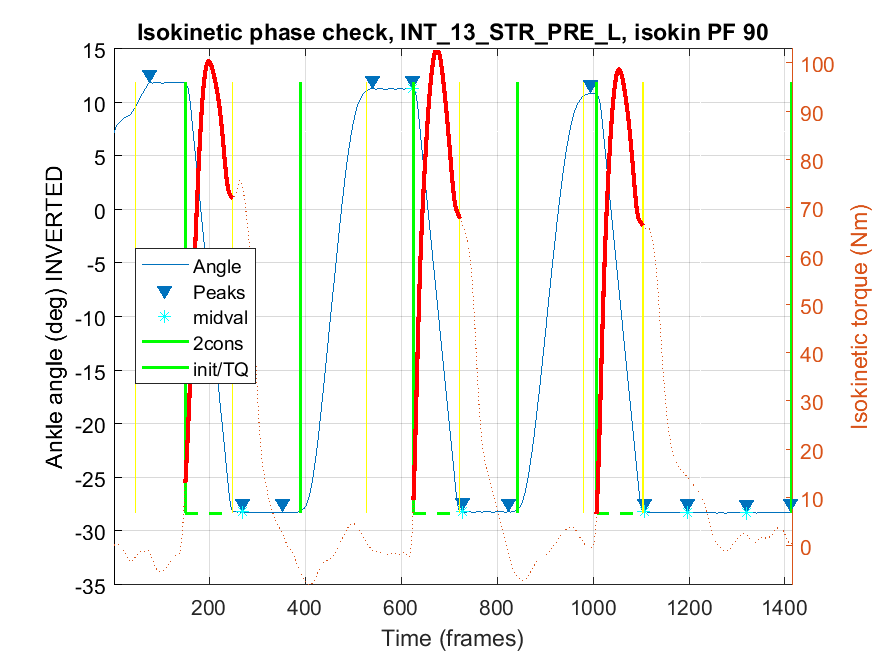 Isokinetic phase check, INT_13_STR_PRE_L, isokin PF 90
Ankle angle (deg) INVERTED
15
10
5
0
-5
-10
-15
-20
-25
-30
-35
Angle
Peaks
midval
2cons
init/TQ
100
90
80
70
60
50
40
30
20
10
0
Isokinetic torque (Nm)
200 400 600 800 1000 1200 1400
Time (frames)